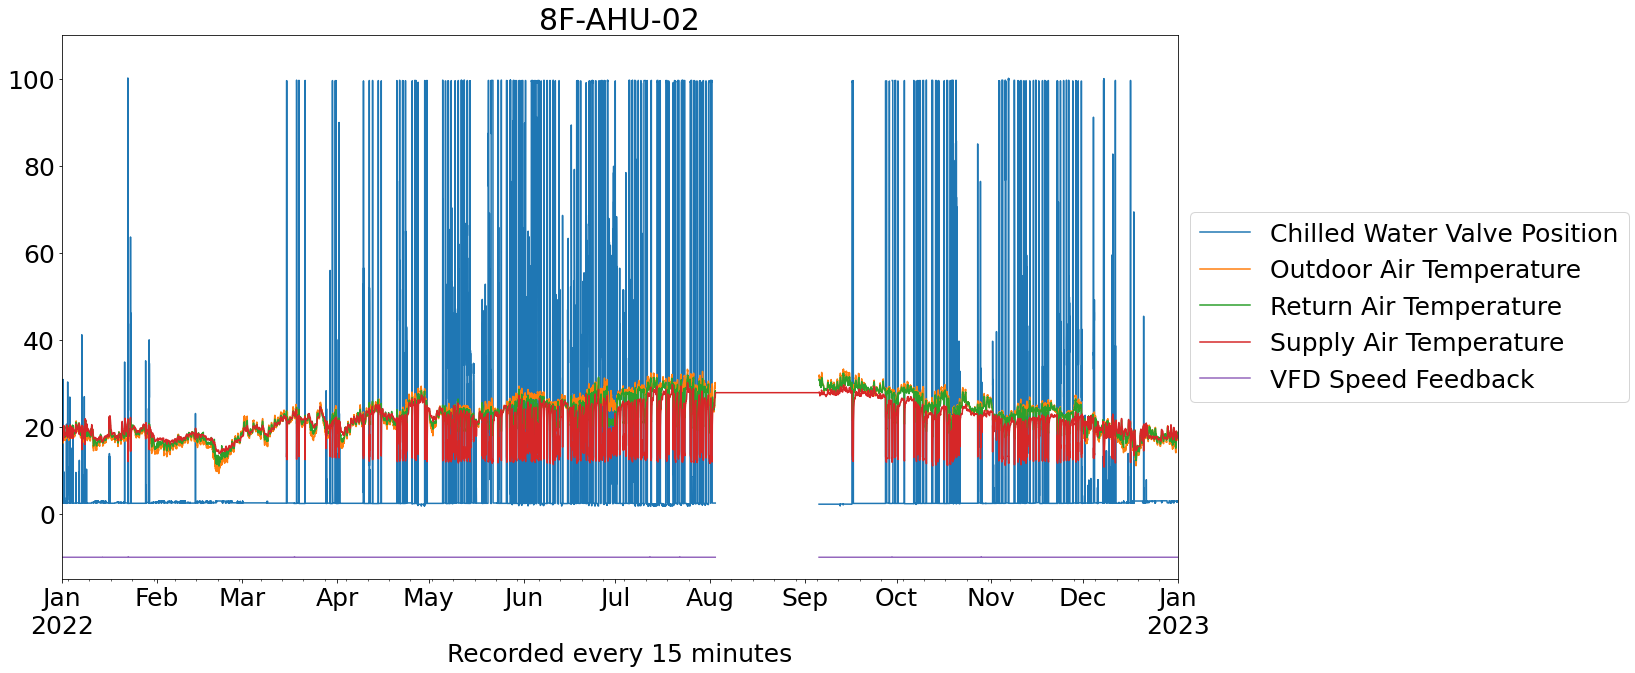 8F-AHU-02
100
80
60
40
20
0
Jan Feb Mar Apr May Jun Jul Aug Sep Oct Nov Dec Jan
2022 2023
Recorded every 15 minutes
Chilled Water Valve Position
Outdoor Air Temperature
Return Air Temperature
Supply Air Temperature
VFD Speed Feedback